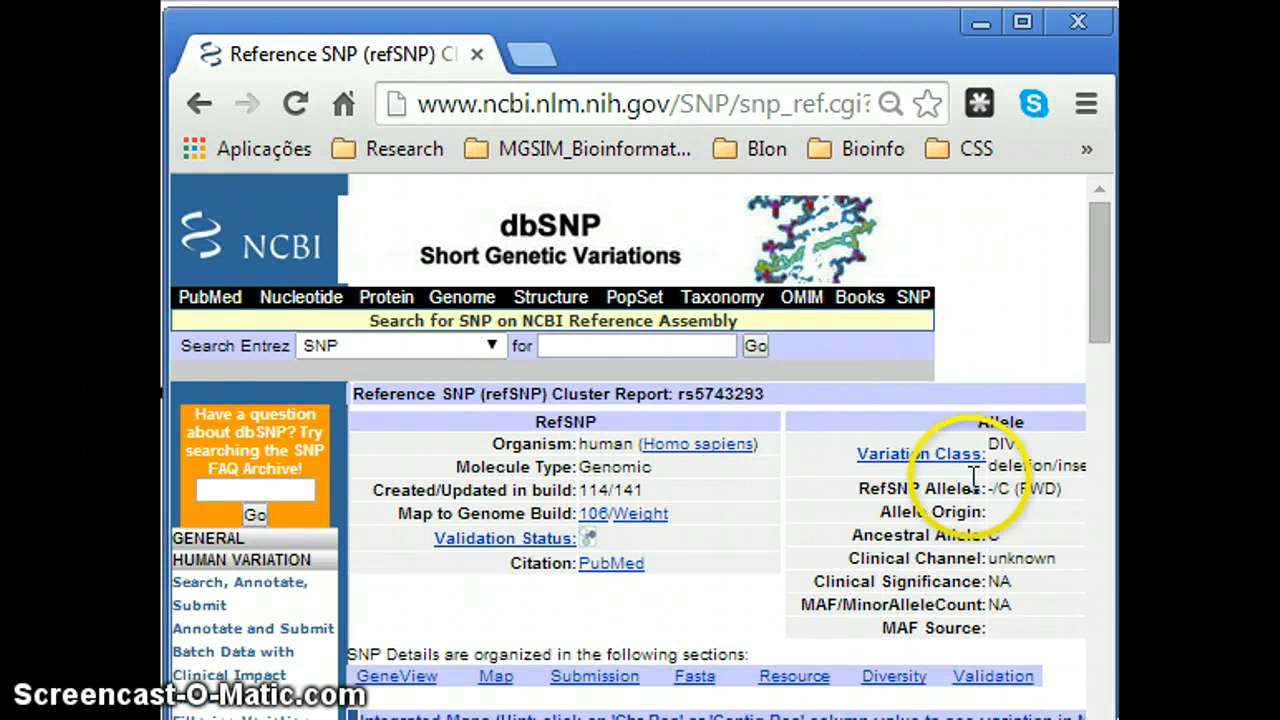 Reference SNP (refSNP) Cl
www.ncbi.nlm.nih.gov/SNP/snp_ref.cgi?
Aplicações Research MGSIM_Bioinformat... BIon Bioinfo CSS »
NCBI
dbSNP
Short Genetic Variations
PubMed Nucleotide Protein Genome Structure PopSet Taxonomy OMIM Books SNP
Search for SNP on NCBI Reference Assembly
Search Entrez SNP for Go
Have a question
about dbSNP? Try
searching the SNP
FAQ Archive!
Go
GENERAL
HUMAN VARIATION
Search, Annotate,
Submit
Annotate and Submit
Batch Data with
Clinical Impact
Reference SNP (refSNP) Cluster Report: rs5743293
RefSNP
Organism: human (Homo sapiens)
Molecule Type: Genomic
Created/Updated in build: 114/141
Map to Genome Build: 106/Weight
Validation Status:
Citation: PubMed
Allele
Variation Class: DIV:
deletion/inse
RefSNP Alleles: -/C (FWD)
Allele Origin:
Ancestral Allele: C
Clinical Channel: unknown
Clinical Significance: NA
MAF/MinorAlleleCount: NA
MAF Source:
SNP Details are organized in the following sections:
GeneView Map Submission Fasta Resource Diversity Validation
Screencast-O-Matic.com